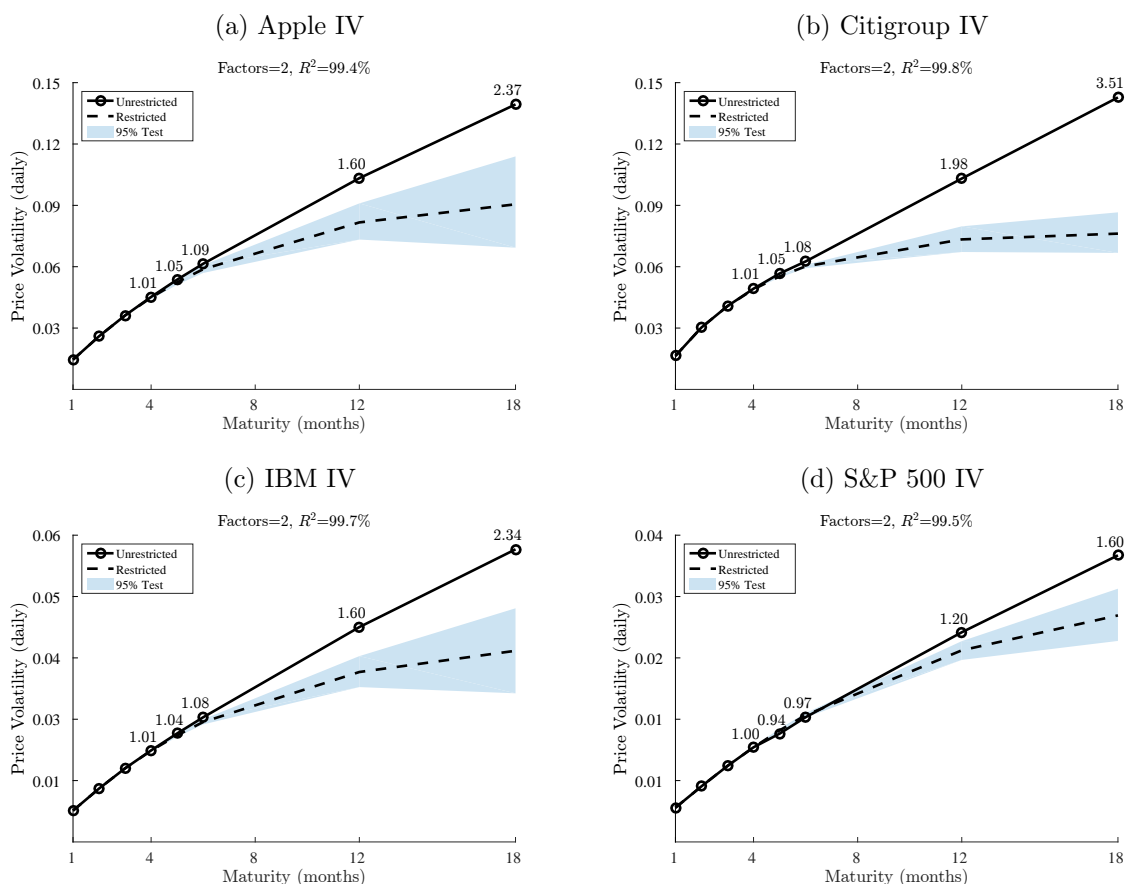 (a) Apple IV
Factors=2, R²=99.4%
Unrestricted
Restricted
95% Test
Price Volatility (daily)
0.15
0.12
0.09
0.06
0.03
1.01
1.05
1.09
1.60
2.37
1 4 8 12 18
Maturity (months)
(b) Citigroup IV
Factors=2, R²=99.8%
Unrestricted
Restricted
95% Test
Price Volatility (daily)
0.15
0.12
0.09
0.06
0.03
1.01
1.05
1.08
1.98
3.51
1 4 8 12 18
Maturity (months)
(c) IBM IV
Factors=2, R²=99.7%
Unrestricted
Restricted
95% Test
Price Volatility (daily)
0.06
0.05
0.04
0.03
0.01
1.01
1.04
1.08
1.60
2.34
1 4 8 12 18
Maturity (months)
(d) S&P 500 IV
Factors=2, R²=99.5%
Unrestricted
Restricted
95% Test
Price Volatility (daily)
0.04
0.03
0.02
0.01
0.01
1.00
0.94
0.97
1.20
1.60
1 4 8 12 18
Maturity (months)